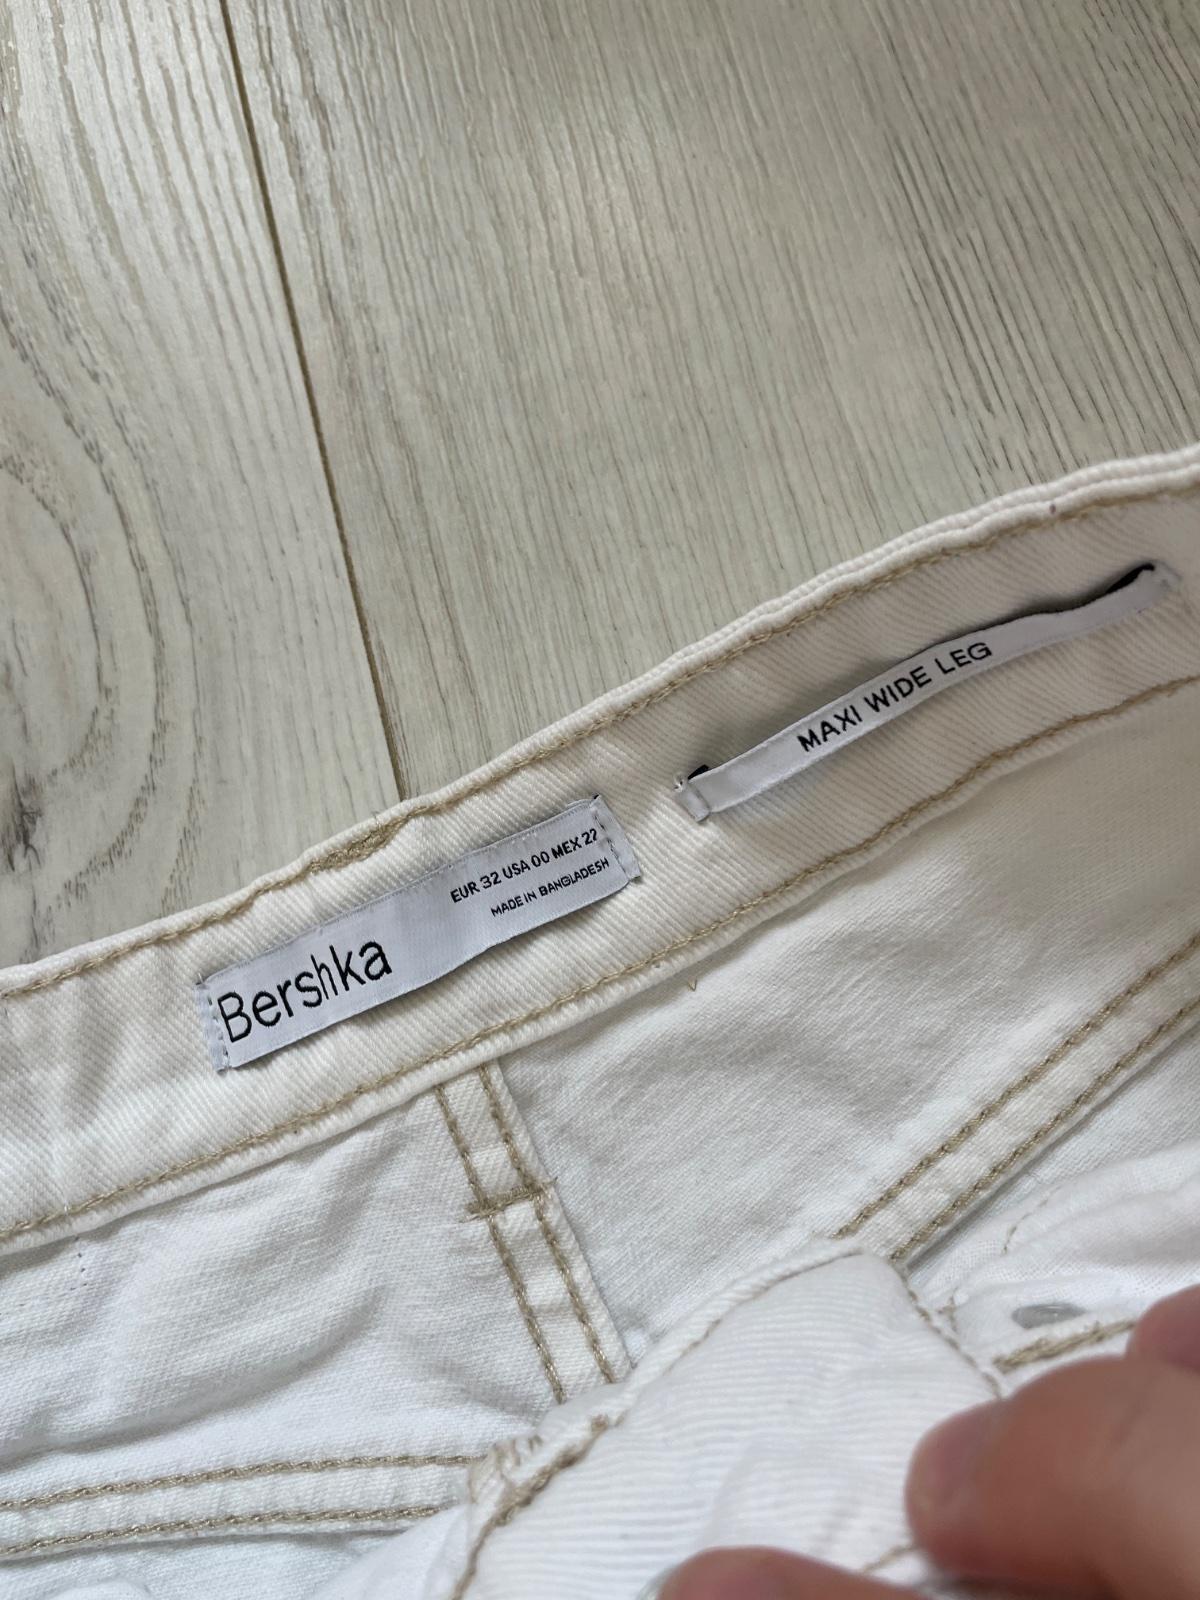 Bershka
EUR 32 USA 00 MEX 22
MADE IN BANGLADESH
MAXI WIDE LEG